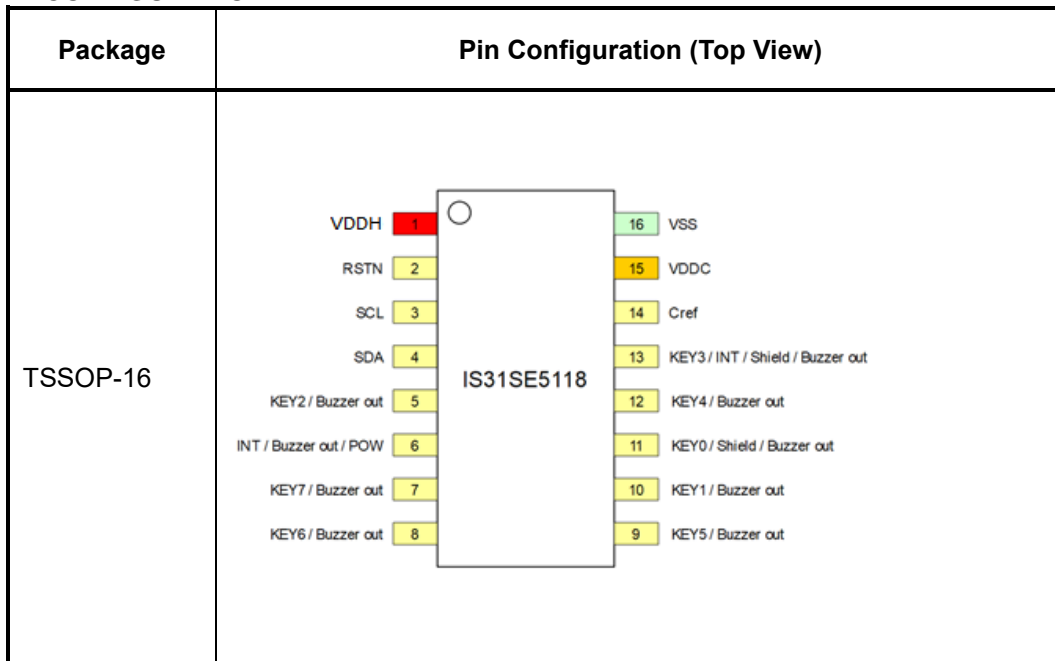 Package
Pin Configuration (Top View)
TSSOP-16
VDDH 1
RSTN 2
SCL 3
SDA 4
KEY2 / Buzzer out 5
INT / Buzzer out / POW 6
KEY7 / Buzzer out 7
KEY6 / Buzzer out 8
IS31SE5118
16 VSS
15 VDDC
14 Cref
13 KEY3 / INT / Shield / Buzzer out
12 KEY4 / Buzzer out
11 KEY0 / Shield / Buzzer out
10 KEY1 / Buzzer out
9 KEY5 / Buzzer out